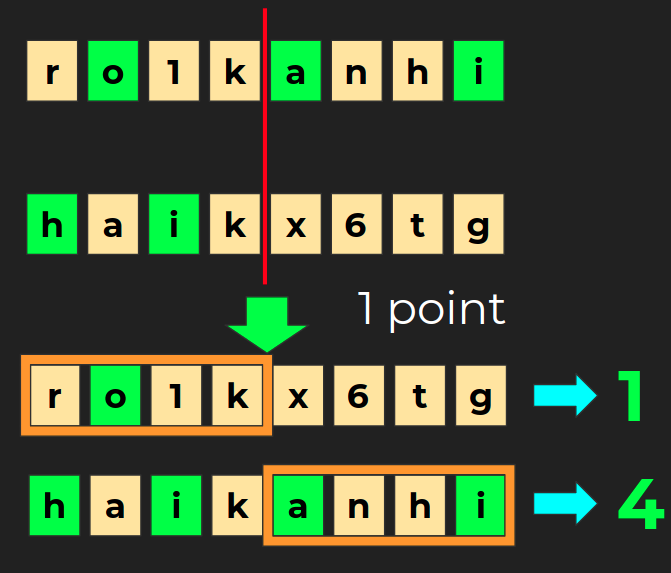 r o 1 k a n h i
h a i k x 6 t g
1 point
r o 1 k x 6 t g 1
h a i k a n h i 4